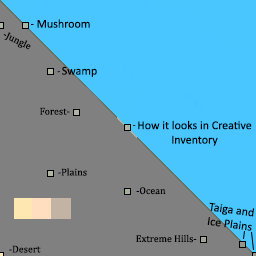 - Mushroom
-Jungle
-Swamp
Forest-
- How it looks in Creative
Inventory
-Plains
-Ocean
Taiga and
Ice Plains
Extreme Hills-
-Desert